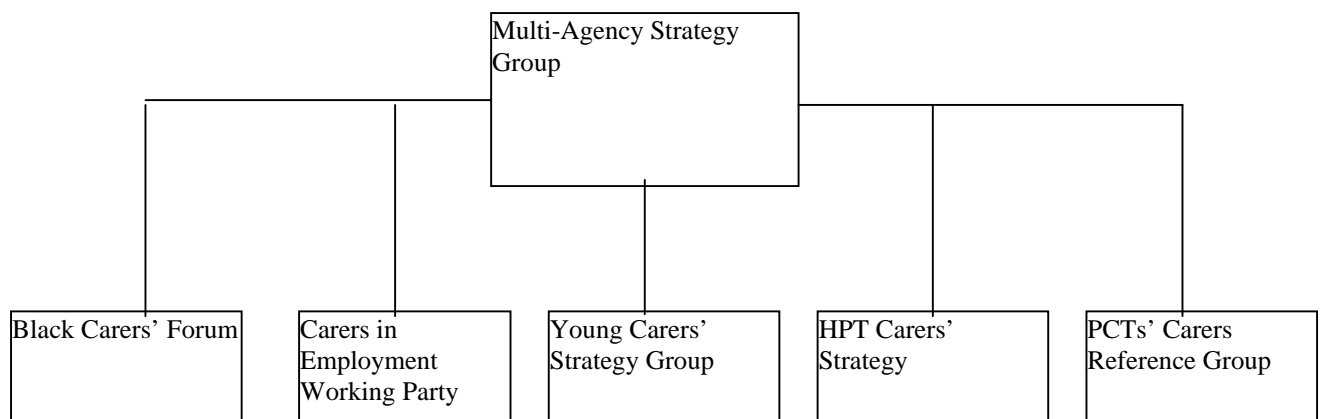 Multi-Agency Strategy
Group
Black Carers’ Forum
Carers in
Employment
Working Party
Young Carers’
Strategy Group
HPT Carers’
Strategy
PCTs’ Carers
Reference Group